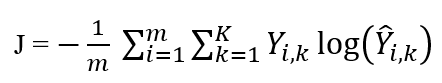 J = − 1/m ∑_{i=1}^{m} ∑_{k=1}^{K} Y_{i,k} log(Ŷ_{i,k})